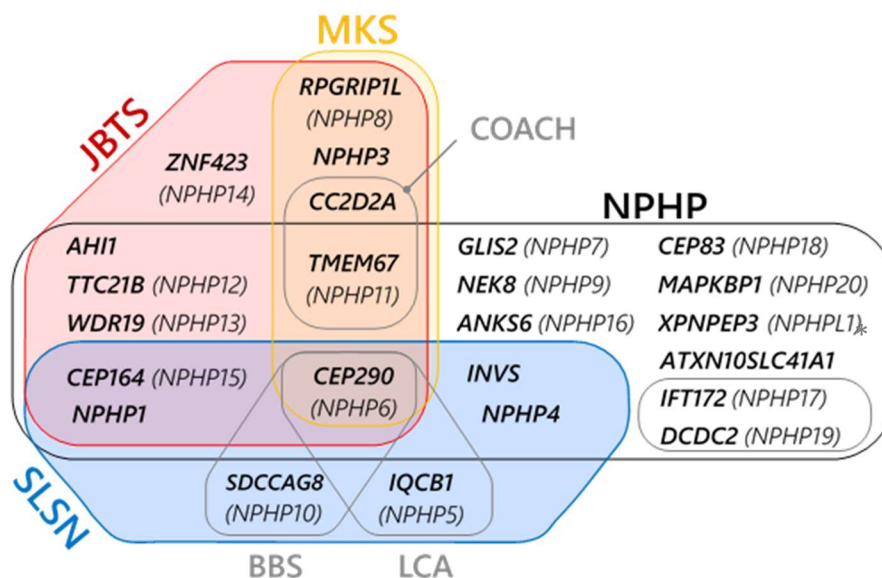 MKS
JBTS
RPGRIP1L
(NPHP8)
COACH
ZNF423
(NPHP14)
NPHP3
CC2D2A
NPHP
AHI1
TTC21B (NPHP12)
WDR19 (NPHP13)
TMEM67
(NPHP11)
GLIS2 (NPHP7)
NEK8 (NPHP9)
ANKS6 (NPHP16)
CEP83 (NPHP18)
MAPKBP1 (NPHP20)
XPNPEP3 (NPHPL1)*
ATXN10SLC41A1
IFT172 (NPHP17)
DCDC2 (NPHP19)
CEP164 (NPHP15)
NPHP1
CEP290
(NPHP6)
INVS
NPHP4
SLSN
SDCCAG8
(NPHP10)
IQCB1
(NPHP5)
BBS
LCA